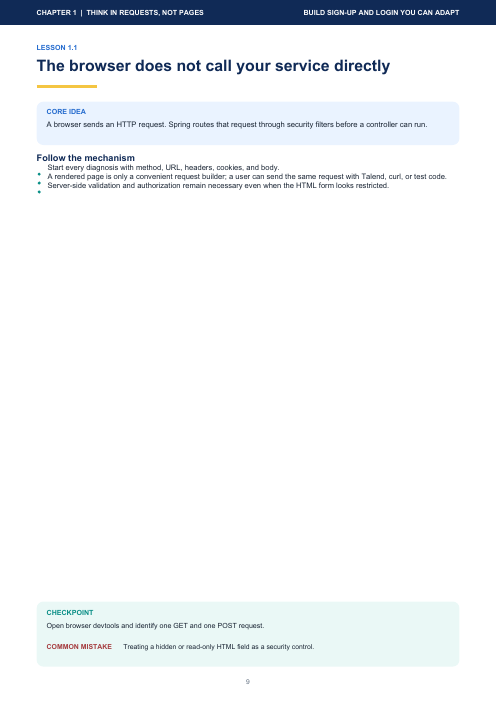 CHAPTER 1 | THINK IN REQUESTS, NOT PAGES
BUILD SIGN-UP AND LOGIN YOU CAN ADAPT
LESSON 1.1
The browser does not call your service directly
CORE IDEA
A browser sends an HTTP request. Spring routes that request through security filters before a controller can run.
Follow the mechanism
Start every diagnosis with method, URL, headers, cookies, and body.
A rendered page is only a convenient request builder; a user can send the same request with Talend, curl, or test code.
Server-side validation and authorization remain necessary even when the HTML form looks restricted.
CHECKPOINT
Open browser devtools and identify one GET and one POST request.
COMMON MISTAKE Treating a hidden or read-only HTML field as a security control.
9